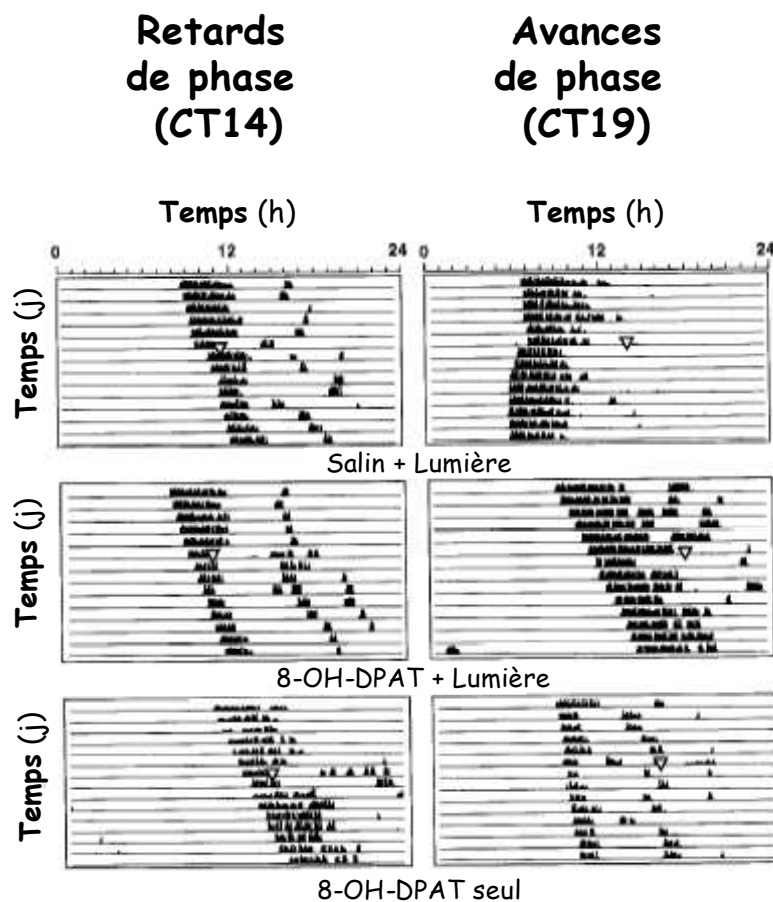 Retards
de phase
(CT14)
Avances
de phase
(CT19)
Temps (h)
Temps (h)
0 12 24
0 12 24
Temps (j)
Salin + Lumière
Temps (j)
8-OH-DPAT + Lumière
Temps (j)
8-OH-DPAT seul